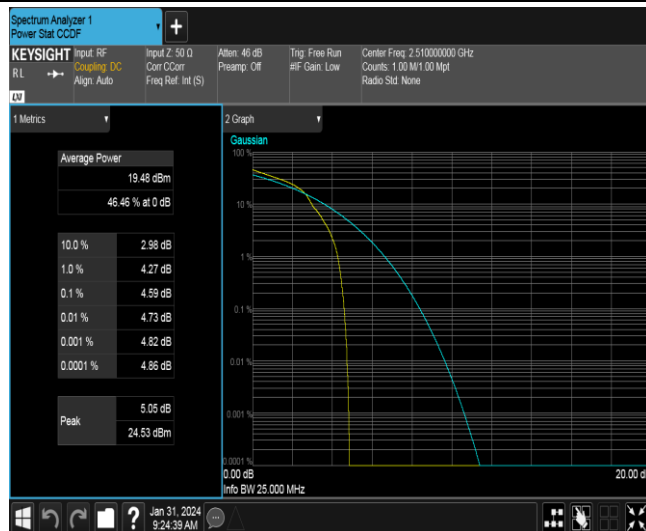 Spectrum Analyzer 1
Power Stat CCDF
+
KEYSIGHT
RL
Input: RF
Coupling: DC
Align: Auto
Input Z: 50 Ω
Corr CCorr
Freq Ref: Int (S)
Atten: 46 dB
Preamp: Off
Trig: Free Run
#IF Gain: Low
Center Freq: 2.510000000 GHz
Counts: 1.00 M/1.00 Mpt
Radio Std: None
1 Metrics
Average Power
19.48 dBm
46.46 % at 0 dB
10.0 % 2.98 dB
1.0 % 4.27 dB
0.1 % 4.59 dB
0.01 % 4.73 dB
0.001 % 4.82 dB
0.0001 % 4.86 dB
Peak
5.05 dB
24.53 dBm
2 Graph
Gaussian
100 %
10 %
1 %
0.1 %
0.01 %
0.001 %
0.0001 %
0.00 dB
20.00 d
Info BW 25.000 MHz
?
Jan 31, 2024
9:24:39 AM